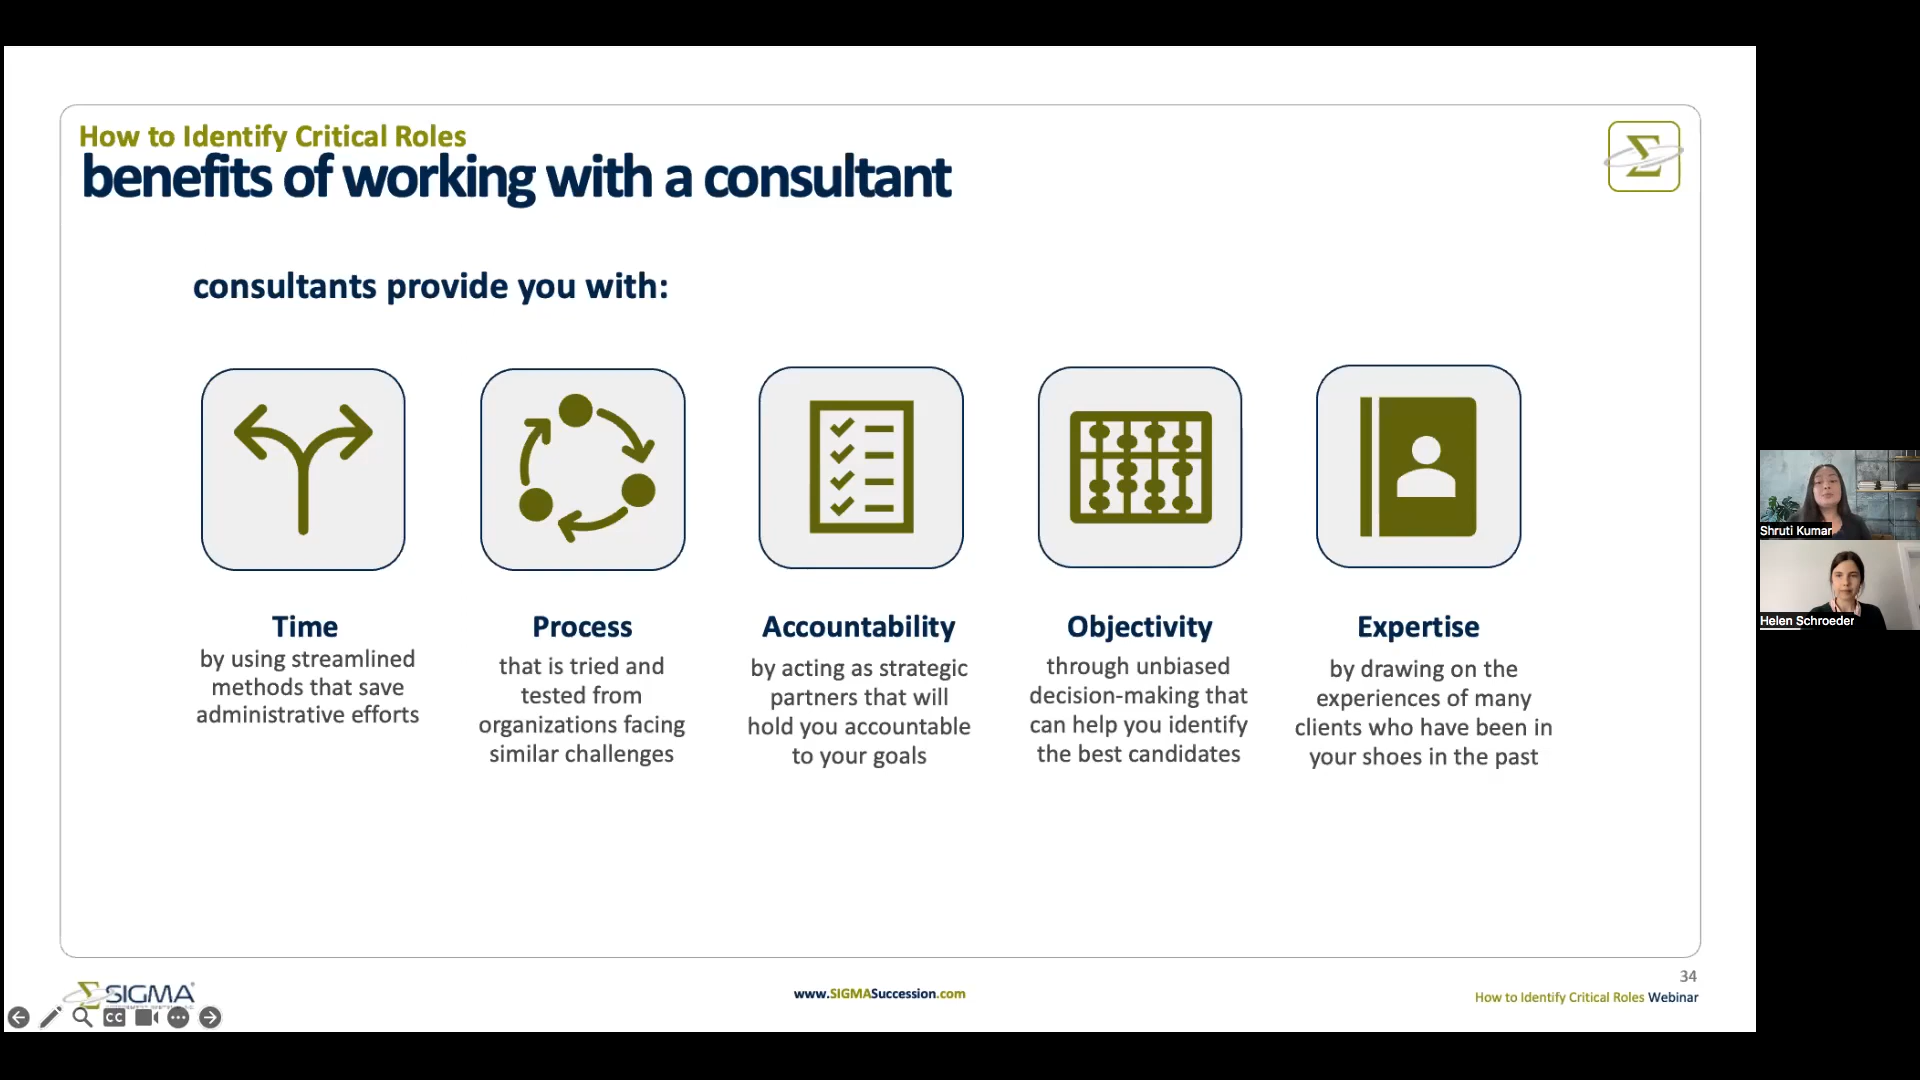 How to Identify Critical Roles
benefits of working with a consultant
consultants provide you with:
Time
by using streamlined
methods that save
administrative efforts
Process
that is tried and
tested from
organizations facing
similar challenges
Accountability
by acting as strategic
partners that will
hold you accountable
to your goals
Objectivity
through unbiased
decision-making that
can help you identify
the best candidates
Expertise
by drawing on the
experiences of many
clients who have been in
your shoes in the past
Shruti Kumar
Helen Schroeder
ΣSIGMA
CC
www.SIGMASuccession.com
34
How to Identify Critical Roles Webinar